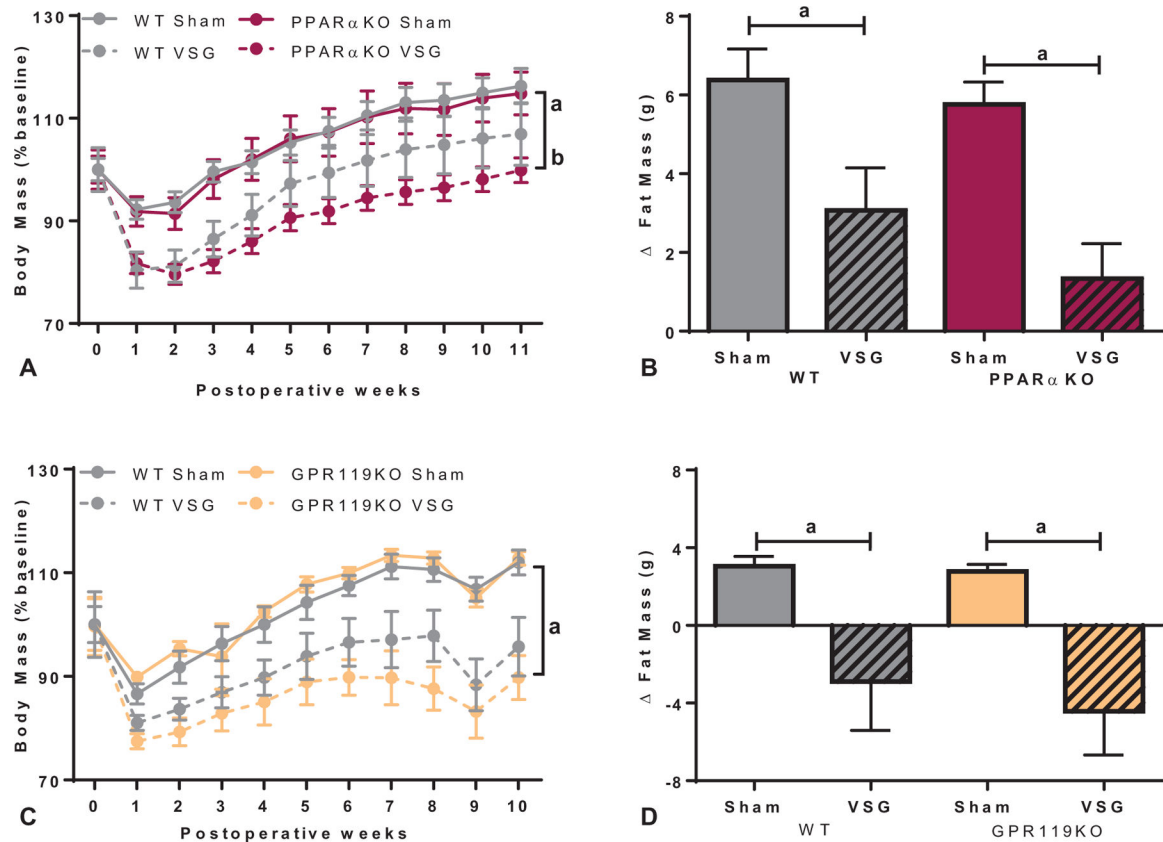 WT Sham PPARα KO Sham
WT VSG PPARα KO VSG
Body Mass (% baseline)
130
110
90
70
a
b
0 1 2 3 4 5 6 7 8 9 10 11
Postoperative weeks
A
Δ Fat Mass (g)
8
6
4
2
0
a
a
Sham VSG Sham VSG
WT PPARα KO
B
WT Sham GPR119KO Sham
WT VSG GPR119KO VSG
Body Mass (% baseline)
130
110
90
70
a
0 1 2 3 4 5 6 7 8 9 10
Postoperative weeks
C
Δ Fat Mass (g)
8
4
0
-4
-8
a
a
Sham VSG Sham VSG
WT GPR119KO
D